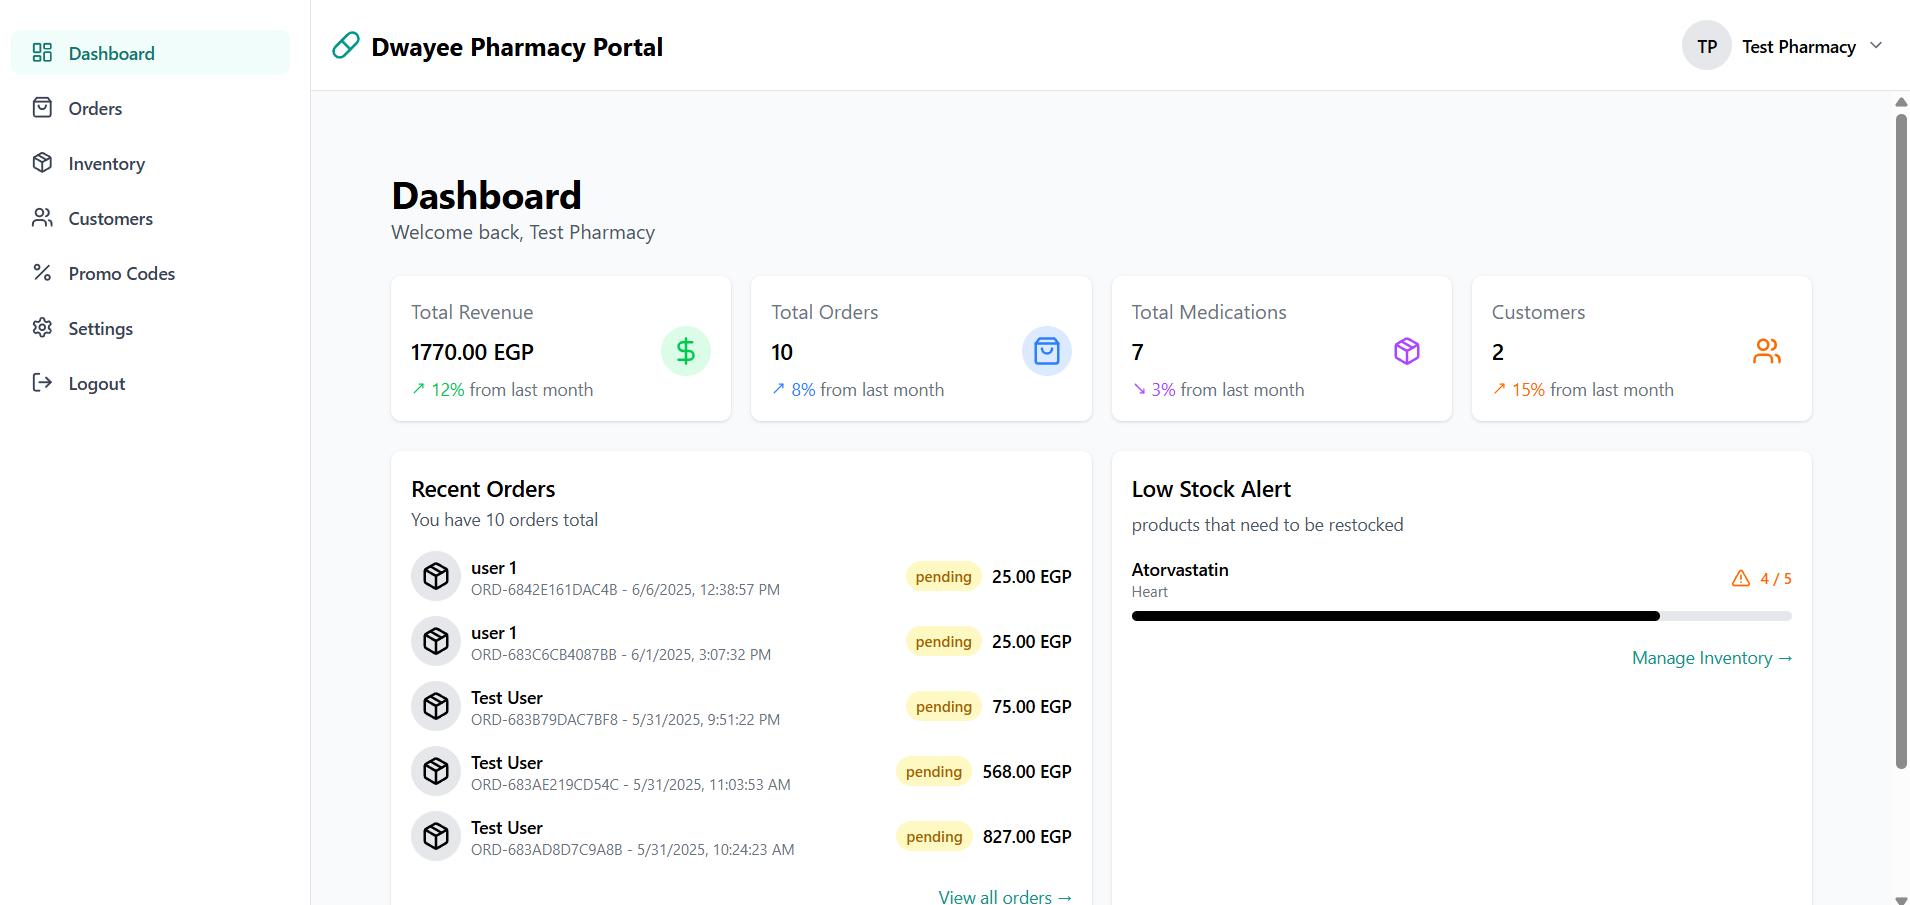 Dashboard
Orders
Inventory
Customers
Promo Codes
Settings
Logout
Dwayee Pharmacy Portal
TP Test Pharmacy
Dashboard
Welcome back, Test Pharmacy
Total Revenue
1770.00 EGP
↗ 12% from last month
Total Orders
10
↗ 8% from last month
Total Medications
7
↘ 3% from last month
Customers
2
↗ 15% from last month
Recent Orders
You have 10 orders total
user 1
ORD-6842E161DAC4B - 6/6/2025, 12:38:57 PM
pending 25.00 EGP
user 1
ORD-683C6CB4087BB - 6/1/2025, 3:07:32 PM
pending 25.00 EGP
Test User
ORD-683B79DAC7BF8 - 5/31/2025, 9:51:22 PM
pending 75.00 EGP
Test User
ORD-683AE219CD54C - 5/31/2025, 11:03:53 AM
pending 568.00 EGP
Test User
ORD-683AD8D7C9A8B - 5/31/2025, 10:24:23 AM
pending 827.00 EGP
View all orders →
Low Stock Alert
products that need to be restocked
Atorvastatin
Heart
4 / 5
Manage Inventory →